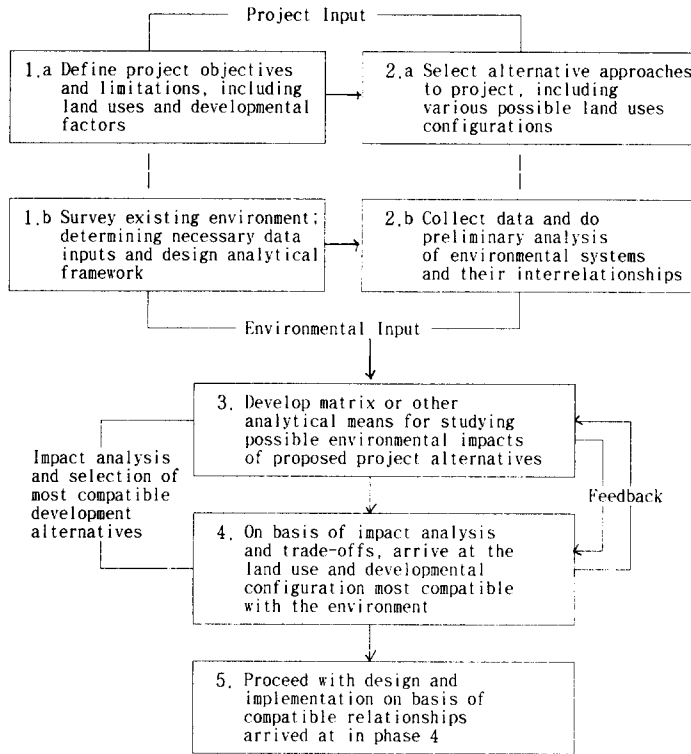 Project Input
1.a Define project objectives
and limitations, including
land uses and developmental
factors
2.a Select alternative approaches
to project, including
various possible land uses
configurations
1.b Survey existing environment;
determining necessary data
inputs and design analytical
framework
2.b Collect data and do
preliminary analysis
of environmental systems
and their interrelationships
Environmental Input
3. Develop matrix or other
analytical means for studying
possible environmental impacts
of proposed project alternatives
Impact analysis
and selection of
most compatible
development
alternatives
Feedback
4. On basis of impact analysis
and trade-offs, arrive at the
land use and developmental
configuration most compatible
with the environment
5. Proceed with design and
implementation on basis of
compatible relationships
arrived at in phase 4